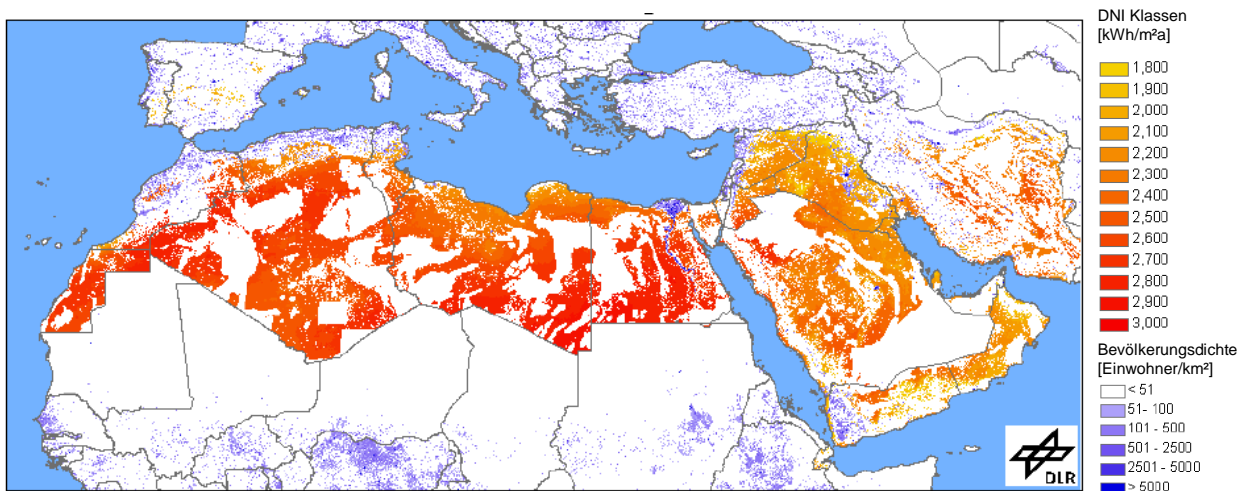 DNI Klassen
[kWh/m²a]
1,800
1,900
2,000
2,100
2,200
2,300
2,400
2,500
2,600
2,700
2,800
2,900
3,000
Bevölkerungsdichte
[Einwohner/km²]
< 51
51- 100
101 - 500
501 - 2500
2501 - 5000
> 5000
DLR